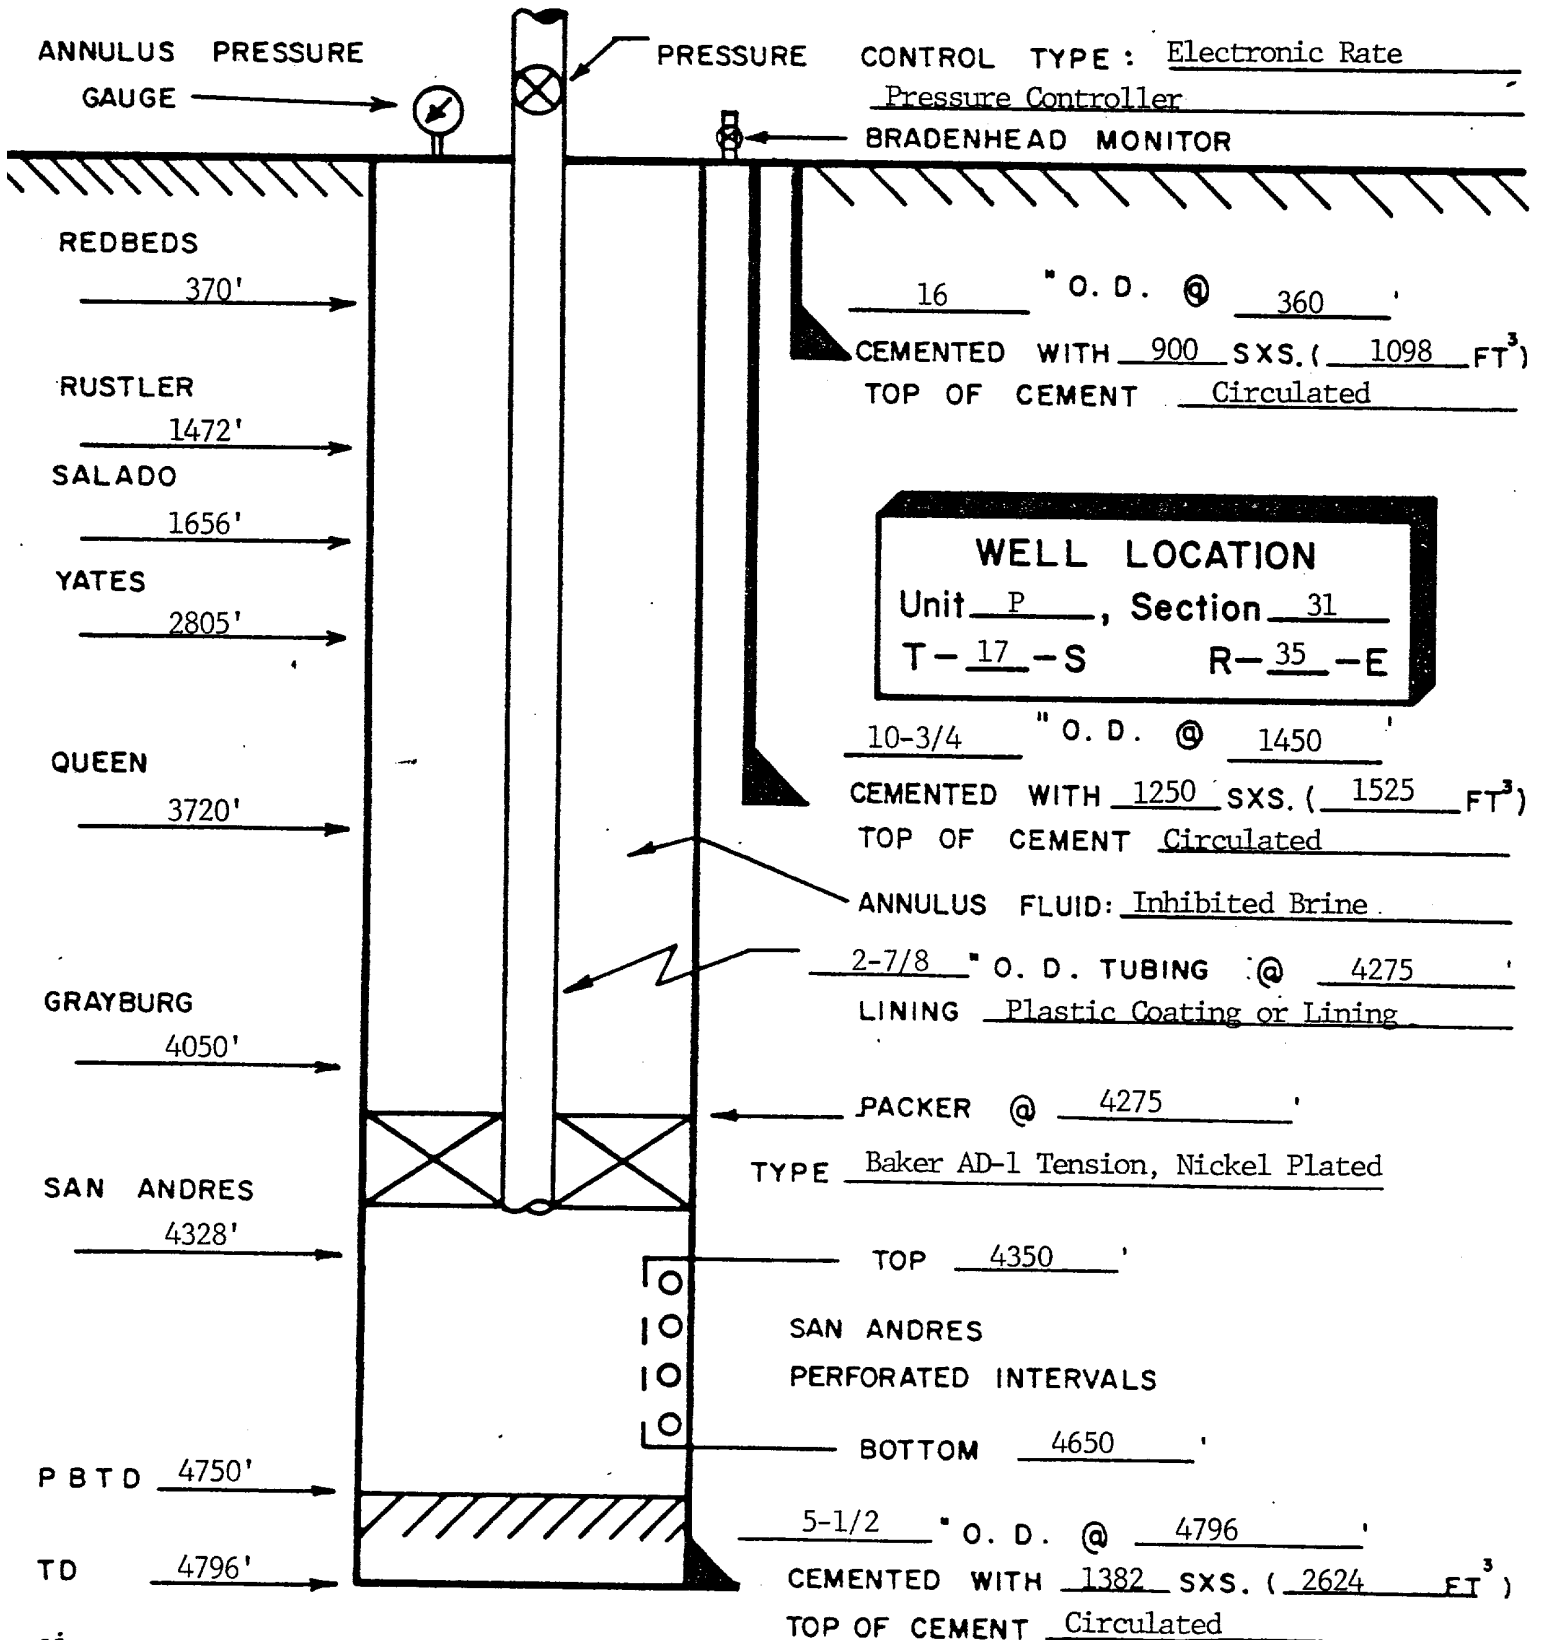 ANNULUS PRESSURE
GAUGE
PRESSURE CONTROL TYPE: Electronic Rate
Pressure Controller
BRADENHEAD MONITOR
REDBEDS
370'
16 "O.D. @ 360 '
CEMENTED WITH 900 SXS. ( 1098 FT³)
TOP OF CEMENT Circulated
RUSTLER
1472'
SALADO
1656'
YATES
2805'
WELL LOCATION
Unit P , Section 31
T- 17 -S R- 35 -E
10-3/4 "O.D. @ 1450 '
CEMENTED WITH 1250 SXS. ( 1525 FT³)
TOP OF CEMENT Circulated
QUEEN
3720'
ANNULUS FLUID: Inhibited Brine
2-7/8 "O.D. TUBING @ 4275 '
LINING Plastic Coating or Lining
GRAYBURG
4050'
PACKER @ 4275 '
TYPE Baker AD-1 Tension, Nickel Plated
SAN ANDRES
4328'
TOP 4350 '
SAN ANDRES
PERFORATED INTERVALS
BOTTOM 4650 '
PBTD 4750'
5-1/2 "O.D. @ 4796 '
TD 4796'
CEMENTED WITH 1382 SXS. ( 2624 FT³)
TOP OF CEMENT Circulated